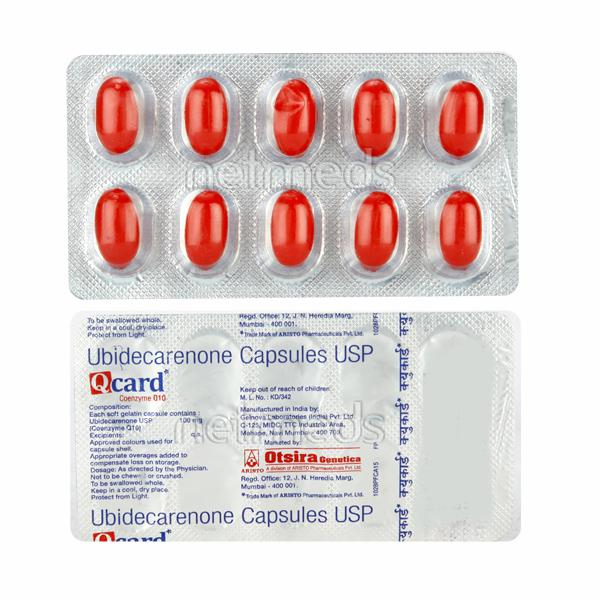 netmeds
To be swallowed whole.
Keep in a cool, dry place.
Protect from Light.
Regd. Office: 12, J. N. Heredia Marg,
Mumbai - 400 001.
*Trade Mark of ARISTO Pharmaceuticals Pvt. Ltd.
Ubidecarenone Capsules USP
Qcard*
Coenzyme Q10
Composition:
Each soft gelatin capsule contains :
Ubidecarenone USP 100 mg
(Coenzyme Q10)
Excipients q.s.
Approved colours used for
capsule shell.
Appropriate overages added to
compensate loss on storage.
Dosage: As directed by the Physician.
Not to be chewed or crushed.
To be swallowed whole.
Keep in a cool, dry place.
Protect from Light.
Keep out of reach of children.
M. L. No.: KD/342
Manufactured in India by:
Gelnova Laboratories (India) Pvt. Ltd.
C-125, MIDC, TTC Industrial Area,
Mahape, Navi Mumbai - 400 703.
Marketed by:
ARISTO
Otsira Genetica
A division of ARISTO Pharmaceuticals Pvt. Ltd.
Regd. Office: 12, J. N. Heredia Marg,
Mumbai - 400 001.
*Trade Mark of ARISTO Pharmaceuticals Pvt. Ltd.
1028PFCA15 FP
क्युकार्ड*
क्युकार्ड*
क्युकार्ड*
netmeds
Ubidecarenone Capsules USP
Qcard*